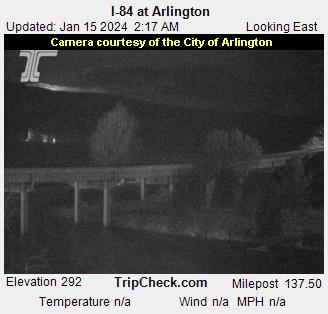 I-84 at Arlington
Updated: Jan 15 2024 2:17 AM Looking East
Camera courtesy of the City of Arlington
Elevation 292 TripCheck.com Milepost 137.50
Temperature n/a Wind n/a MPH n/a